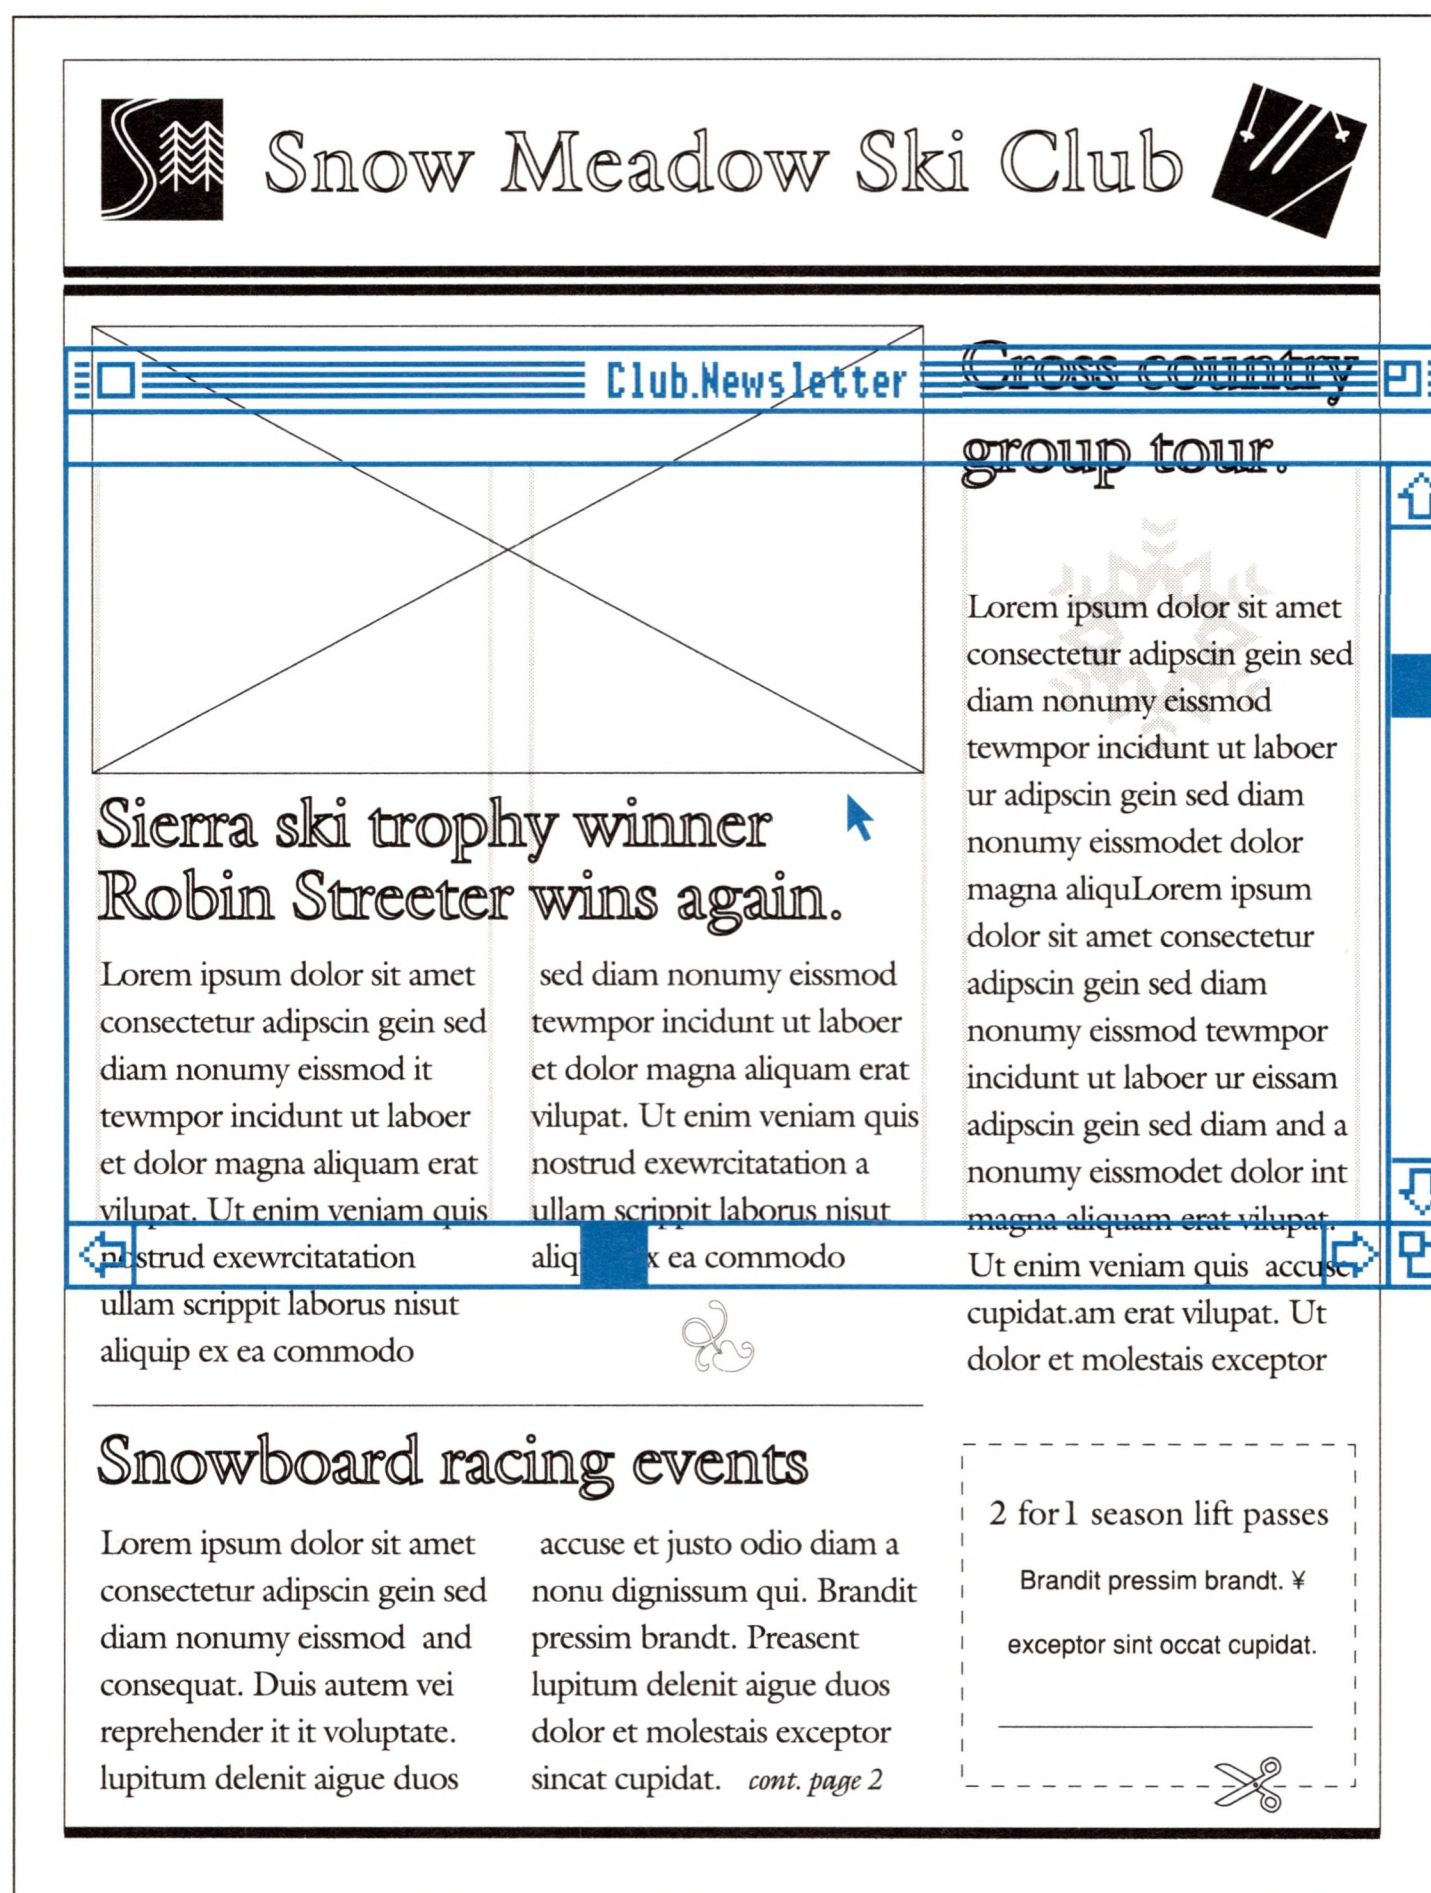 Snow Meadow Ski Club
Club.Newsletter
Sierra ski trophy winner
Robin Streeter wins again.
Lorem ipsum dolor sit amet
consectetur adipscin gein sed
diam nonumy eissmod it
tewmpor incidunt ut laboer
et dolor magna aliquam erat
vilupat. Ut enim veniam quis
nostrud exewrcitatation
ullam scrippit laborus nisut
aliquip ex ea commodo
sed diam nonumy eissmod
tewmpor incidunt ut laboer
et dolor magna aliquam erat
vilupat. Ut enim veniam quis
nostrud exewrcitatation a
ullam scrippit laborus nisut
aliq x ea commodo
Cross country
group tour.
Lorem ipsum dolor sit amet
consectetur adipscin gein sed
diam nonumy eissmod
tewmpor incidunt ut laboer
ur adipscin gein sed diam
nonumy eissmodet dolor
magna aliquLorem ipsum
dolor sit amet consectetur
adipscin gein sed diam
nonumy eissmod tewmpor
incidunt ut laboer ur eissam
adipscin gein sed diam and a
nonumy eissmodet dolor int
magna aliquam erat vilupat.
Ut enim veniam quis accuse
cupidat.am erat vilupat. Ut
dolor et molestais exceptor
Snowboard racing events
Lorem ipsum dolor sit amet
consectetur adipscin gein sed
diam nonumy eissmod and
consequat. Duis autem vei
reprehender it it voluptate.
lupitum delenit aigue duos
accuse et justo odio diam a
nonu dignissum qui. Brandit
pressim brandt. Preasent
lupitum delenit aigue duos
dolor et molestais exceptor
sincat cupidat. cont. page 2
2 for1 season lift passes
Brandit pressim brandt. ¥
exceptor sint occat cupidat.